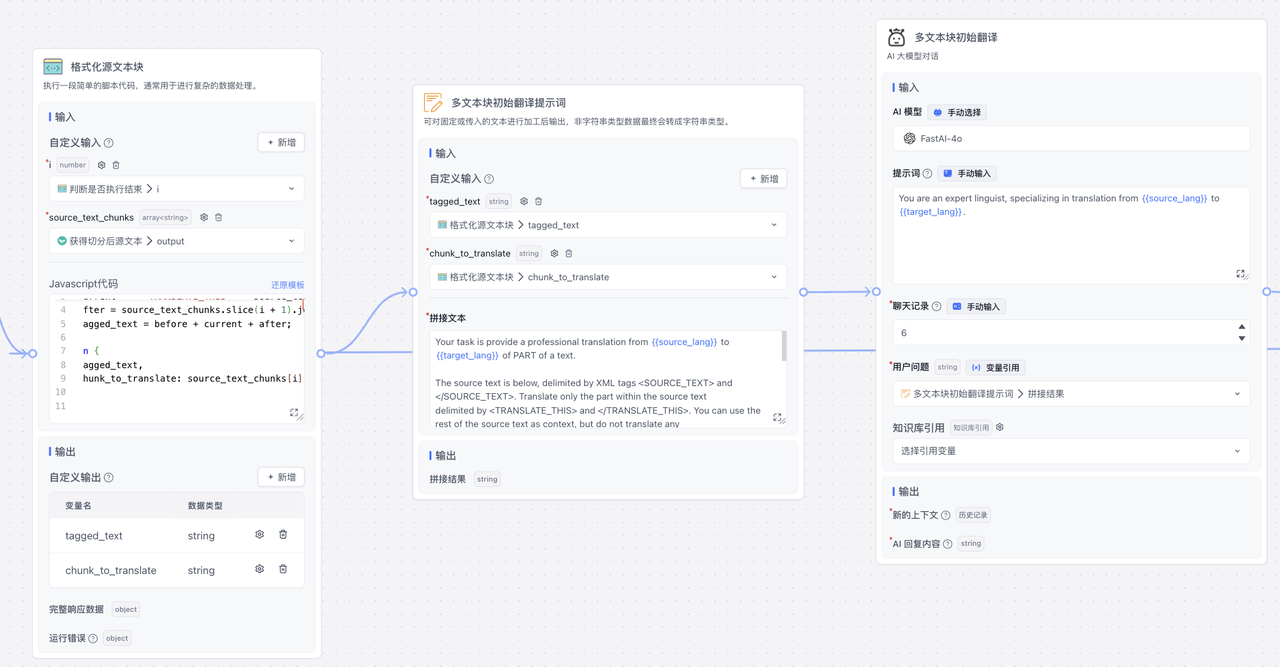 格式化源文本块
执行一段简单的脚本代码，通常用于进行复杂的数据处理。
输入
自定义输入
+ 新增
*i number
判断是否执行结束 > i
*source_text_chunks array<string>
获得切分后源文本 > output
Javascript代码
还原模板
4 fter = source_text_chunks.slice(i + 1).j
5 agged_text = before + current + after;
6
7 n {
8 agged_text,
9 hunk_to_translate: source_text_chunks[i]
10
11
输出
自定义输出
+ 新增
变量名 数据类型
tagged_text string
chunk_to_translate string
完整响应数据 object
运行错误 object
多文本块初始翻译提示词
可对固定或传入的文本进行加工后输出，非字符串类型数据最终会转成字符串类型。
输入
自定义输入
+ 新增
*tagged_text string
格式化源文本块 > tagged_text
*chunk_to_translate string
格式化源文本块 > chunk_to_translate
*拼接文本
Your task is provide a professional translation from {{source_lang}} to
{{target_lang}} of PART of a text.
The source text is below, delimited by XML tags <SOURCE_TEXT> and
</SOURCE_TEXT>. Translate only the part within the source text
delimited by <TRANSLATE_THIS> and </TRANSLATE_THIS>. You can use the
rest of the source text as context, but do not translate any
输出
拼接结果 string
多文本块初始翻译
AI 大模型对话
输入
AI 模型 手动选择
FastAI-4o
提示词 手动输入
You are an expert linguist, specializing in translation from {{source_lang}} to
{{target_lang}}.
*聊天记录 手动输入
6
*用户问题 string (x) 变量引用
多文本块初始翻译提示词 > 拼接结果
知识库引用 知识库引用
选择引用变量
输出
*新的上下文 历史记录
*AI 回复内容 string